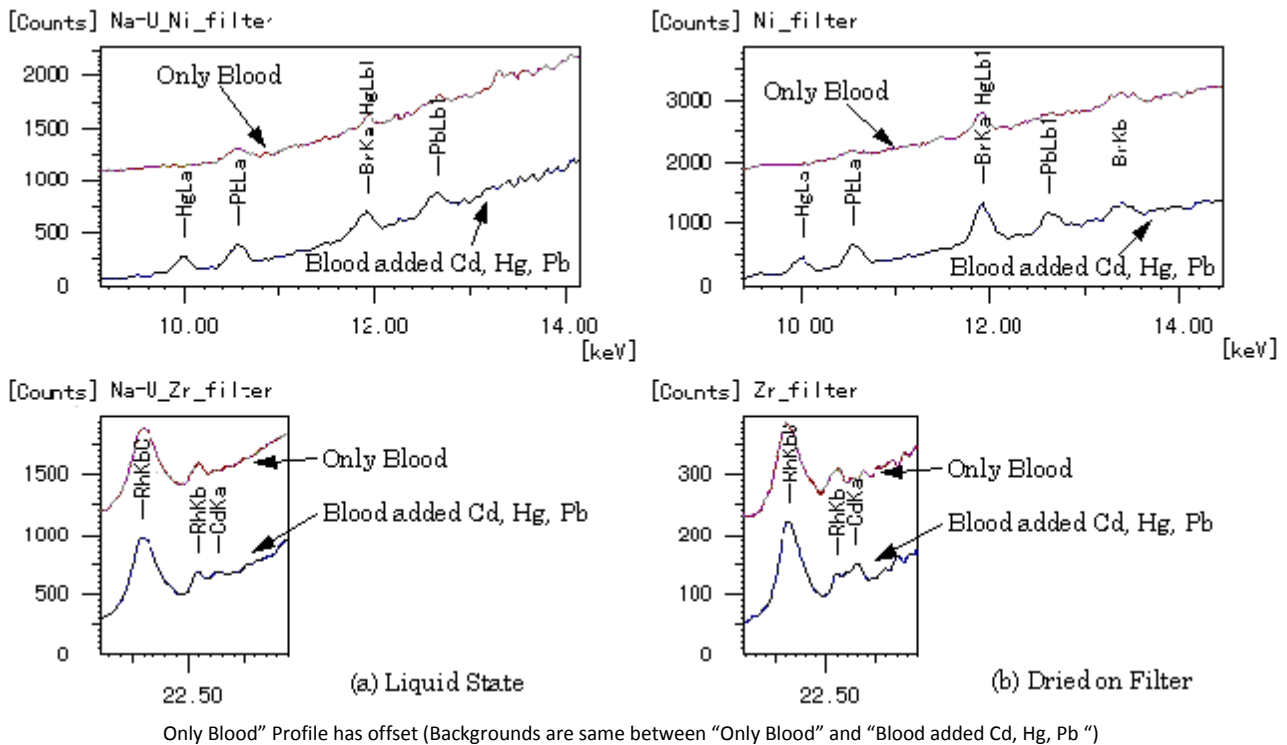 [Counts] Na-U_Ni_filter
2000
1500
1000
500
0
Only Blood
HgLa
PtLa
BrKa HgLb1
PbLb1
Blood added Cd, Hg, Pb
10.00 12.00 14.00
[keV]
[Counts] Ni_filter
3000
2000
1000
0
Only Blood
HgLa
PtLa
BrKa HgLb1
PbLb1
BrKb
Blood added Cd, Hg, Pb
10.00 12.00 14.00
[keV]
[Counts] Na-U_Zr_filter
1500
1000
500
0
RhKbC
RhKb
CdKa
Only Blood
Blood added Cd, Hg, Pb
22.50
(a) Liquid State
[Counts] Zr_filter
300
200
100
0
RhKb
CdKa
Only Blood
Blood added Cd, Hg, Pb
22.50
(b) Dried on Filter
Only Blood” Profile has offset (Backgrounds are same between “Only Blood” and “Blood added Cd, Hg, Pb “)